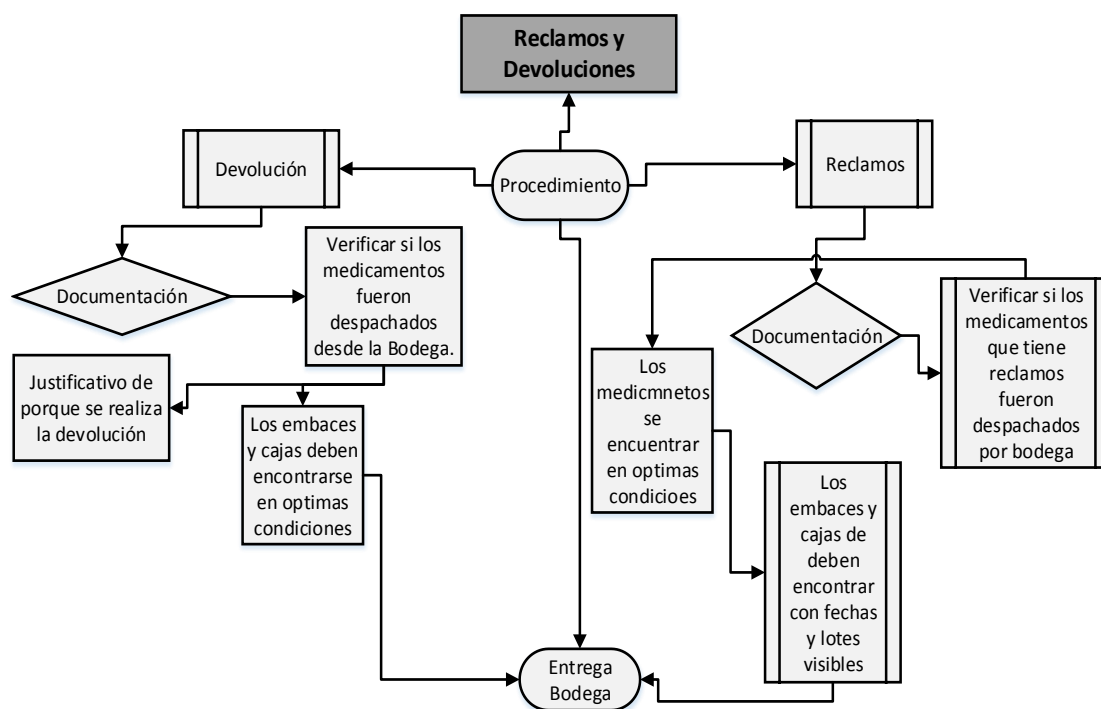 Reclamos y
Devoluciones
Devolución
Procedimiento
Reclamos
Documentación
Verificar si los
medicamentos
fueron
despachados
desde la Bodega.
Justificativo de
porque se realiza
la devolución
Los embaces
y cajas deben
encontrarse
en optimas
condiciones
Documentación
Verificar si los
medicamentos
que tiene
reclamos
fueron
despachados
por bodega
Los
medicmnetos
se
encuentrar
en optimas
condicioes
Los
embaces y
cajas de
deben
encontrar
con fechas
y lotes
visibles
Entrega
Bodega